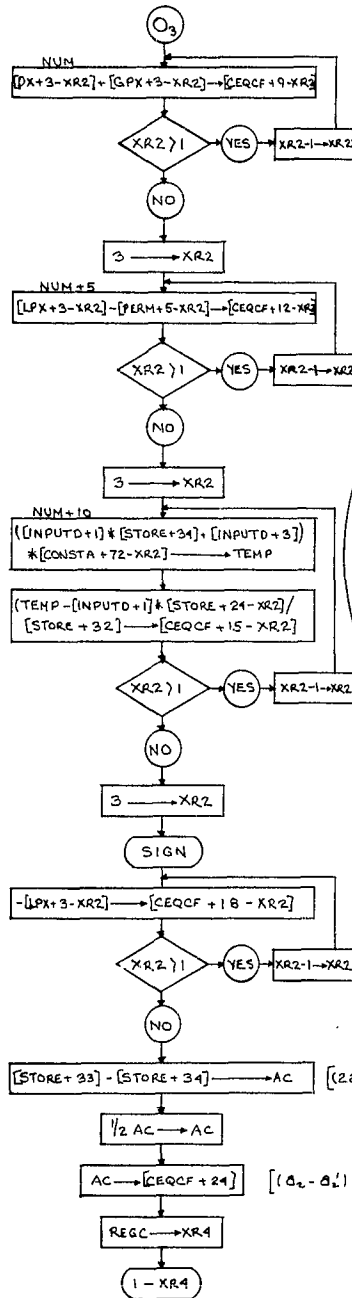 O₃
NUM
[DX+3-XR2]+[GPX+3-XR2]→[CEQCF+9-XR2
XR2>1
YES
XR2-1→XR2
NO
3 → XR2
NUM+5
[LPX+3-XR2]-[PERM+5-XR2]→[CEQCF+12-XR2
XR2>1
YES
XR2-1→XR2
NO
3 → XR2
NUM+10
([INPUTD+1]*[STORE+34]+[INPUTD+3])
*[CONSTA+72-XR2] → TEMP
(TEMP-[INPUTD+1]*[STORE+24-XR2]/
[STORE+32]→[CEQCF+15-XR2]
XR2>1
YES
XR2-1→XR2
NO
3 → XR2
SIGN
-[LPX+3-XR2]→[CEQCF+18-XR2]
XR2>1
YES
XR2-1→XR2
NO
[STORE+33]-[STORE+34]→AC [(2a
1/2 AC → AC
AC→[CEQCF+24] [(a₂-a₂')
REGC→XR4
1-XR4